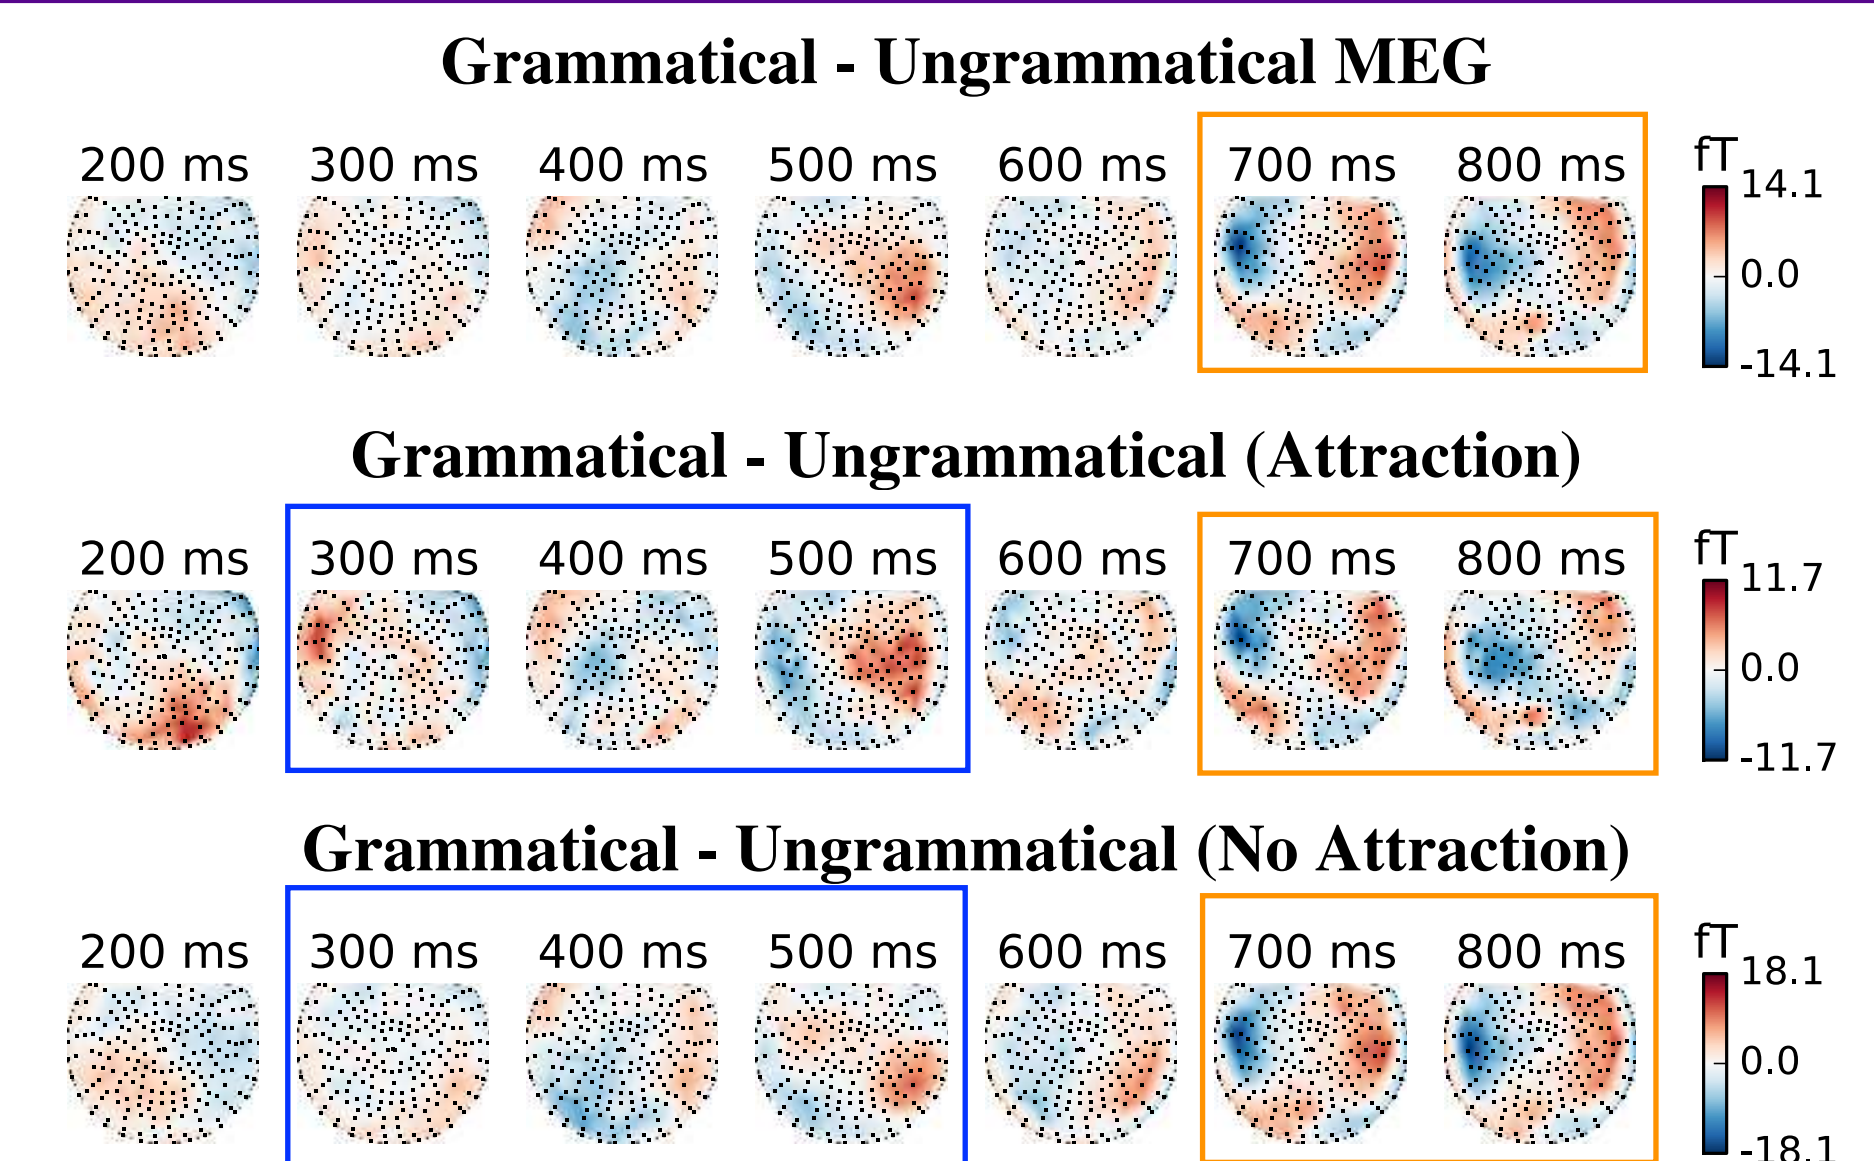 Grammatical - Ungrammatical MEG
200 ms 300 ms 400 ms 500 ms 600 ms 700 ms 800 ms fT
14.1
0.0
-14.1
Grammatical - Ungrammatical (Attraction)
200 ms 300 ms 400 ms 500 ms 600 ms 700 ms 800 ms fT
11.7
0.0
-11.7
Grammatical - Ungrammatical (No Attraction)
200 ms 300 ms 400 ms 500 ms 600 ms 700 ms 800 ms fT
18.1
0.0
-18.1